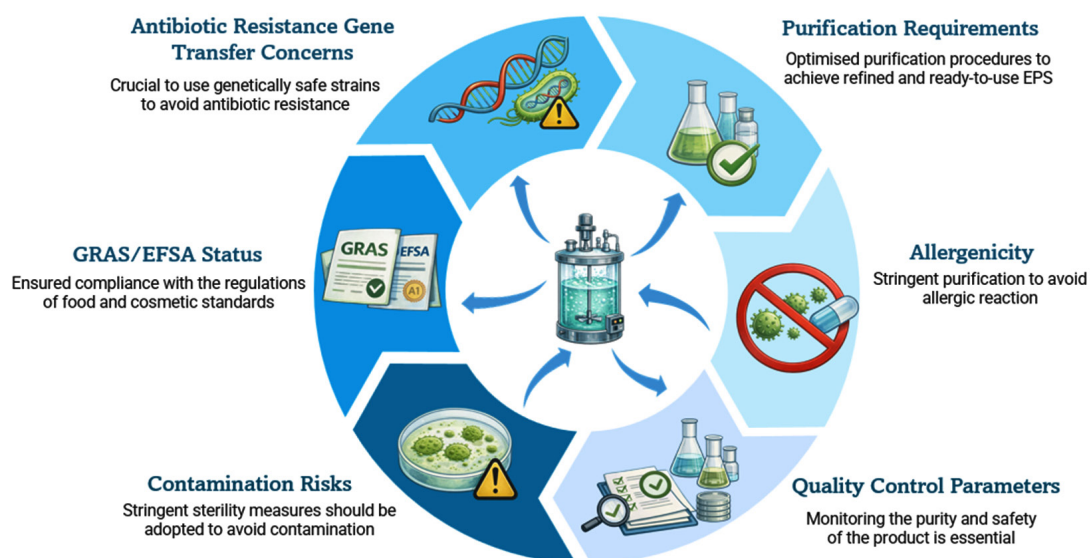 Antibiotic Resistance Gene
Transfer Concerns
Crucial to use genetically safe strains
to avoid antibiotic resistance
Purification Requirements
Optimised purification procedures to
achieve refined and ready-to-use EPS
GRAS/EFSA Status
Ensured compliance with the regulations
of food and cosmetic standards
GRAS
EFSA
A1
Allergenicity
Stringent purification to avoid
allergic reaction
Contamination Risks
Stringent sterility measures should be
adopted to avoid contamination
Quality Control Parameters
Monitoring the purity and safety
of the product is essential